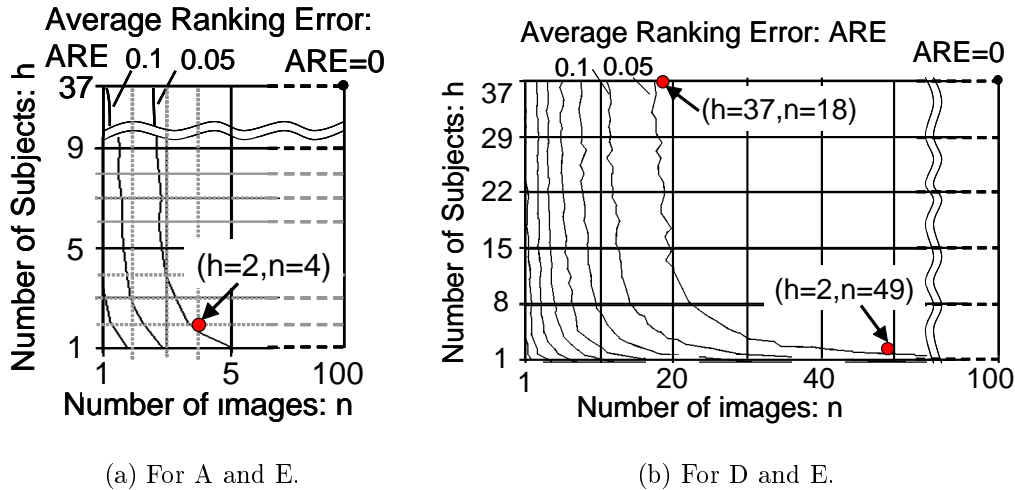 Average Ranking Error:
ARE 0.1 0.05 ARE=0
Number of Subjects: h
37
9
5
1
(h=2,n=4)
1 5 100
Number of images: n
(a) For A and E.
Average Ranking Error: ARE
0.1 0.05 ARE=0
Number of Subjects: h
37
29
22
15
8
1
(h=37,n=18)
(h=2,n=49)
1 20 40 100
Number of images: n
(b) For D and E.